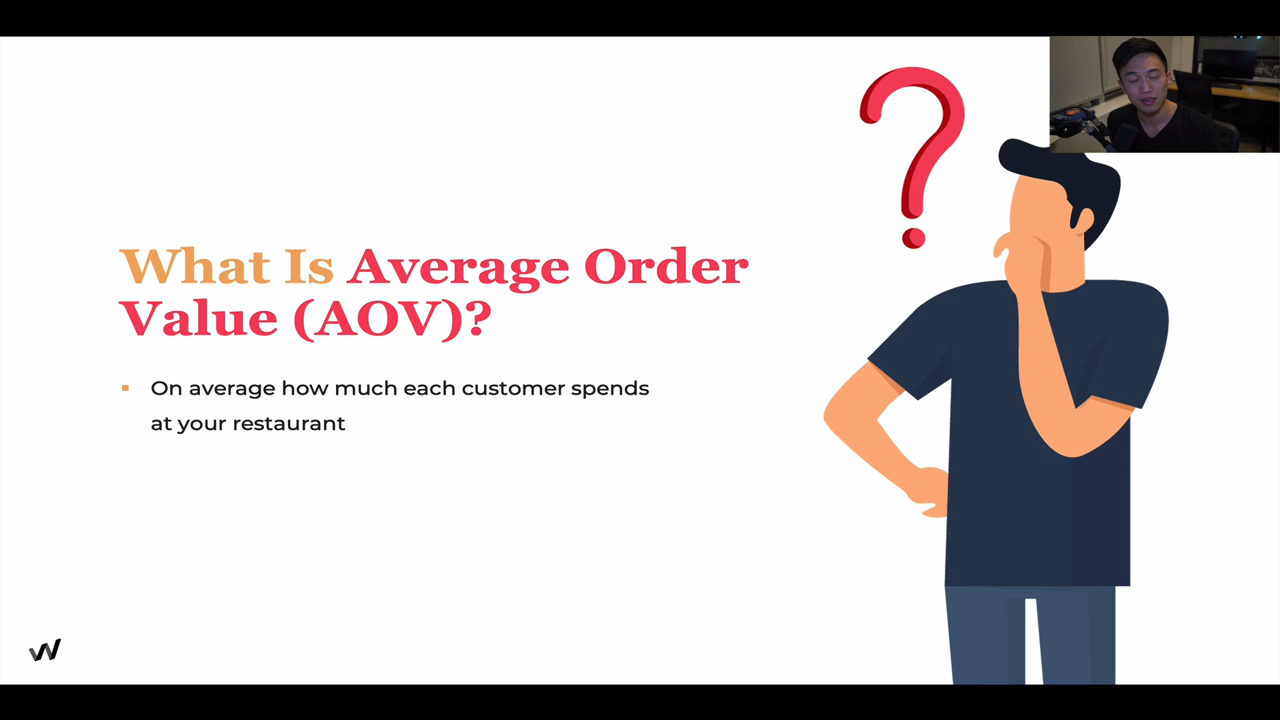 What Is Average Order
Value (AOV)?
▪ On average how much each customer spends
at your restaurant